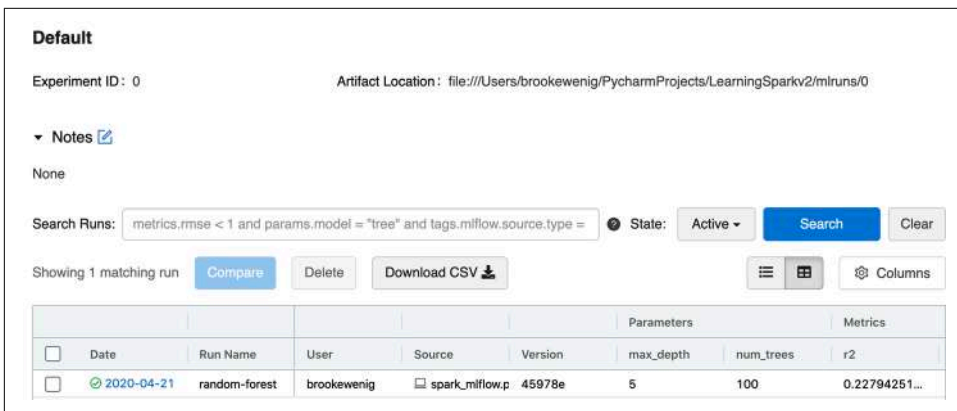 Default
Experiment ID: 0 Artifact Location: file:///Users/brookewenig/PycharmProjects/LearningSparkv2/mlruns/0
Notes
None
Search Runs: metrics.rmse < 1 and params.model = "tree" and tags.mlflow.source.type = State: Active Search Clear
Showing 1 matching run Compare Delete Download CSV Columns
Parameters Metrics
Date Run Name User Source Version max_depth num_trees r2
2020-04-21 random-forest brookewenig spark_mlflow.p 45978e 5 100 0.22794251...